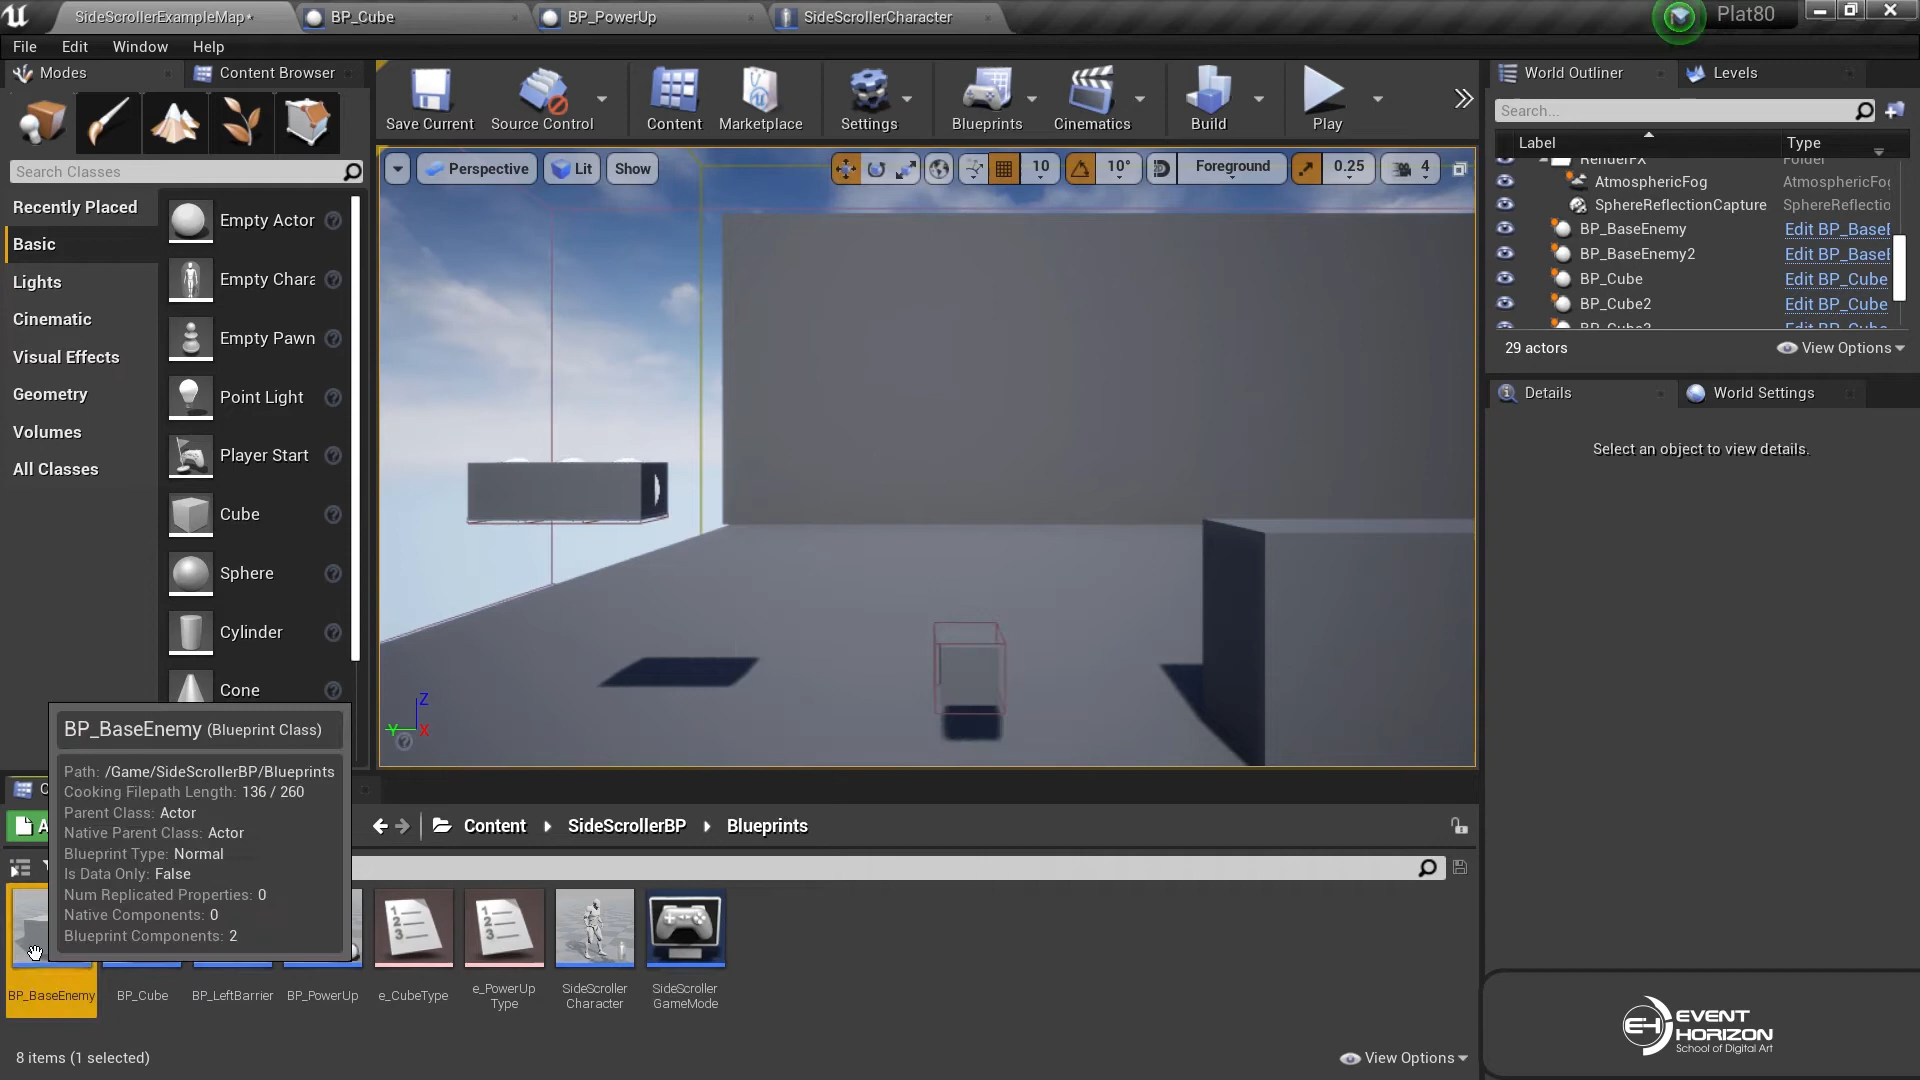 SideScrollerExampleMap*
BP_Cube
BP_PowerUp
SideScrollerCharacter
Plat80
File
Edit
Window
Help
Modes
Content Browser
Save Current
Source Control
Content
Marketplace
Settings
Blueprints
Cinematics
Build
Play
World Outliner
Levels
Search...
Label
Type
RenderFX
Folder
AtmosphericFog
AtmosphericFog
SphereReflectionCapture
SphereReflectio
BP_BaseEnemy
Edit BP_BaseE
BP_BaseEnemy2
Edit BP_BaseE
BP_Cube
Edit BP_Cube
BP_Cube2
Edit BP_Cube
BP_Cube3
Edit BP_Cube
29 actors
View Options
Details
World Settings
Select an object to view details.
Search Classes
Recently Placed
Basic
Lights
Cinematic
Visual Effects
Geometry
Volumes
All Classes
Empty Actor
Empty Chara
Empty Pawn
Point Light
Player Start
Cube
Sphere
Cylinder
Cone
Perspective
Lit
Show
10
10°
Foreground
0.25
4
Z
Y
X
BP_BaseEnemy (Blueprint Class)
Path: /Game/SideScrollerBP/Blueprints
Cooking Filepath Length: 136 / 260
Parent Class: Actor
Native Parent Class: Actor
Blueprint Type: Normal
Is Data Only: False
Num Replicated Properties: 0
Native Components: 0
Blueprint Components: 2
Content
SideScrollerBP
Blueprints
BP_BaseEnemy
BP_Cube
BP_LeftBarrier
BP_PowerUp
e_CubeType
e_PowerUp
Type
SideScroller
Character
SideScroller
GameMode
8 items (1 selected)
View Options
EVENT
HORIZON
School of Digital Art